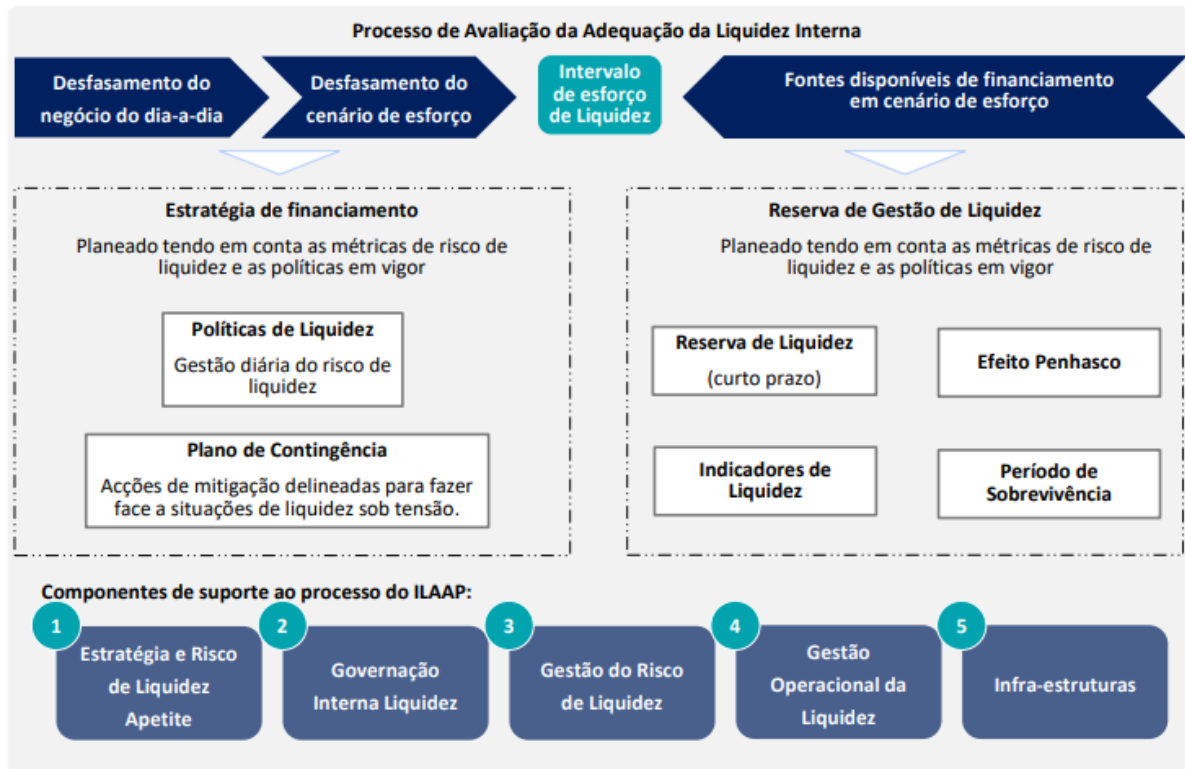 Processo de Avaliação da Adequação da Liquidez Interna
Desfasamento do
negócio do dia-a-dia
Desfasamento do
cenário de esforço
Intervalo
de esforço
de Liquidez
Fontes disponíveis de financiamento
em cenário de esforço
Estratégia de financiamento
Planeado tendo em conta as métricas de risco de
liquidez e as políticas em vigor
Políticas de Liquidez
Gestão diária do risco de
liquidez
Plano de Contingência
Acções de mitigação delineadas para fazer
face a situações de liquidez sob tensão.
Reserva de Gestão de Liquidez
Planeado tendo em conta as métricas de risco de
liquidez e as políticas em vigor
Reserva de Liquidez
(curto prazo)
Efeito Penhasco
Indicadores de
Liquidez
Período de
Sobrevivência
Componentes de suporte ao processo do ILAAP:
1
Estratégia e Risco
de Liquidez
Apetite
2
Governação
Interna Liquidez
3
Gestão do Risco
de Liquidez
4
Gestão
Operacional da
Liquidez
5
Infra-estruturas